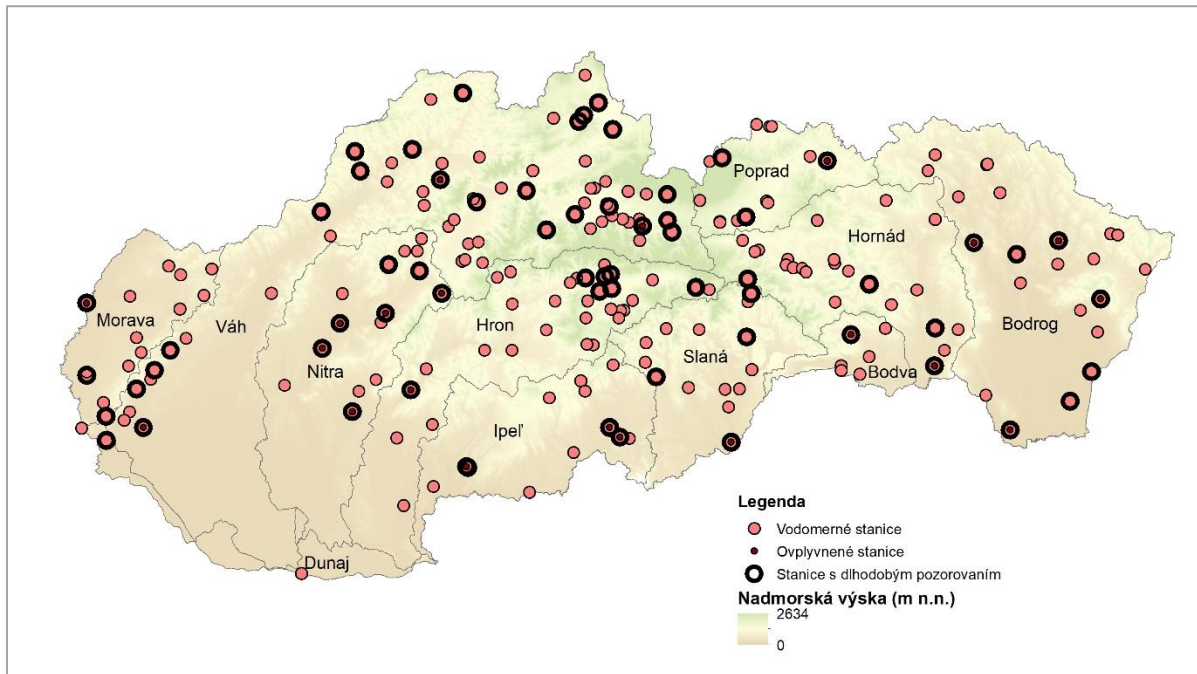 Poprad
Hornád
Morava
Váh
Hron
Bodrog
Slaná
Nitra
Bodva
Ipeľ
Dunaj
Legenda
Vodomerné stanice
Ovplyvnené stanice
Stanice s dlhodobým pozorovaním
Nadmorská výška (m n.n.)
2634
0